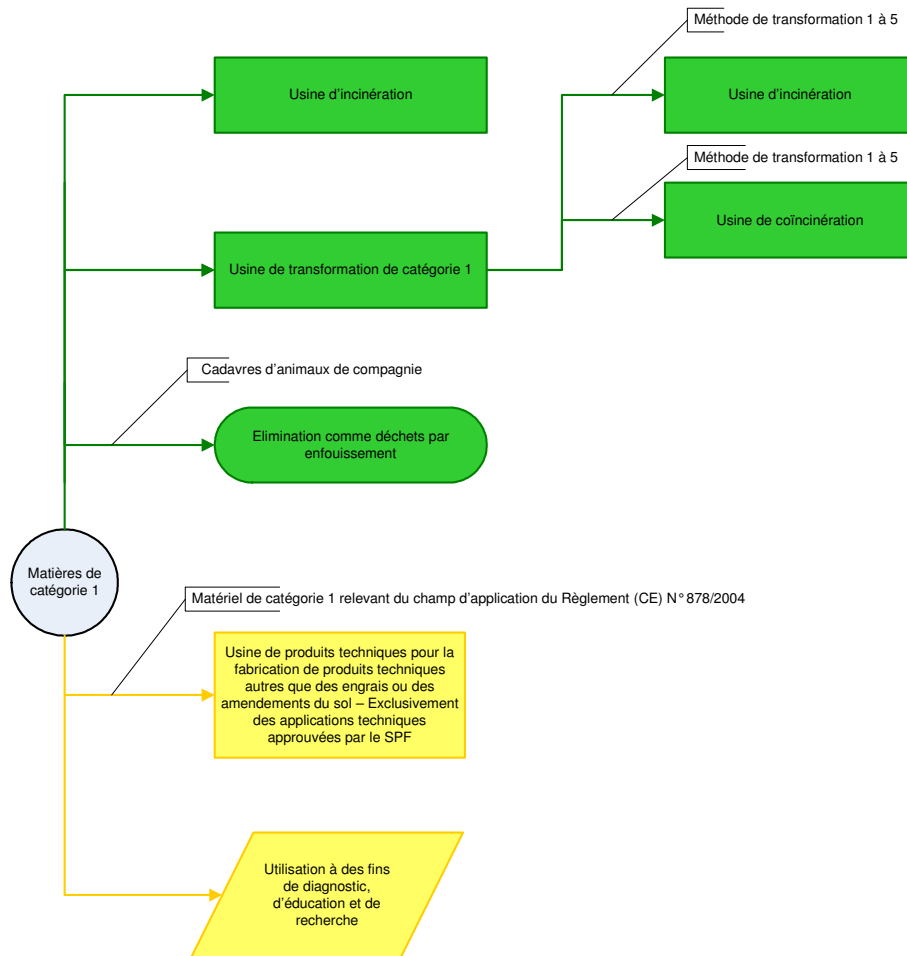 Méthode de transformation 1 à 5
Usine d’incinération
Usine d’incinération
Méthode de transformation 1 à 5
Usine de coïncinération
Usine de transformation de catégorie 1
Cadavres d’animaux de compagnie
Elimination comme déchets par
enfouissement
Matières de
catégorie 1
Matériel de catégorie 1 relevant du champ d’application du Règlement (CE) N° 878/2004
Usine de produits techniques pour la
fabrication de produits techniques
autres que des engrais ou des
amendements du sol – Exclusivement
des applications techniques
approuvées par le SPF
Utilisation à des fins
de diagnostic,
d’éducation et de
recherche